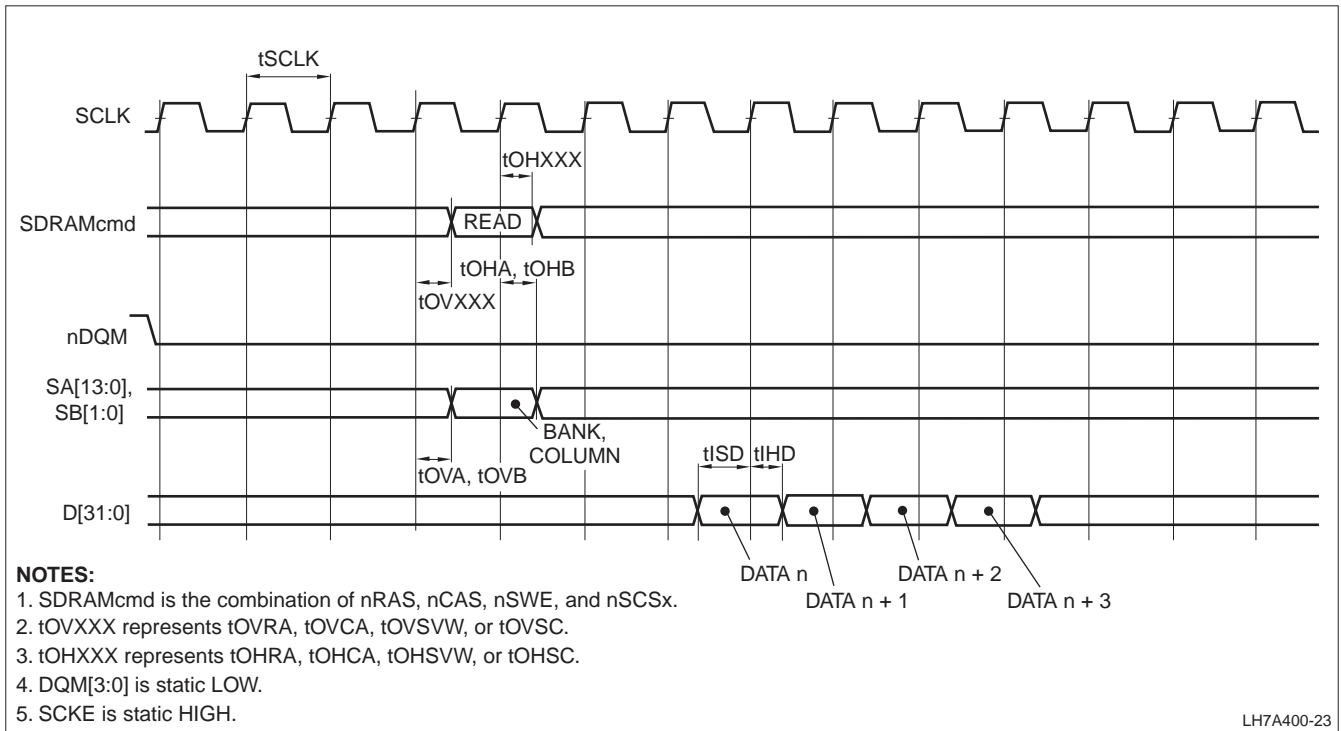 tSCLK
SCLK
tOHXXX
SDRAMcmd
READ
tOHA, tOHB
tOVXXX
nDQM
SA[13:0],
SB[1:0]
BANK,
COLUMN
tISD
tIHD
tOVA, tOVB
D[31:0]
DATA n
DATA n + 2
DATA n + 1
DATA n + 3
NOTES:
1. SDRAMcmd is the combination of nRAS, nCAS, nSWE, and nSCSx.
2. tOVXXX represents tOVRA, tOVCA, tOVSVW, or tOVSC.
3. tOHXXX represents tOHRA, tOHCA, tOHSVW, or tOHSC.
4. DQM[3:0] is static LOW.
5. SCKE is static HIGH.
LH7A400-23